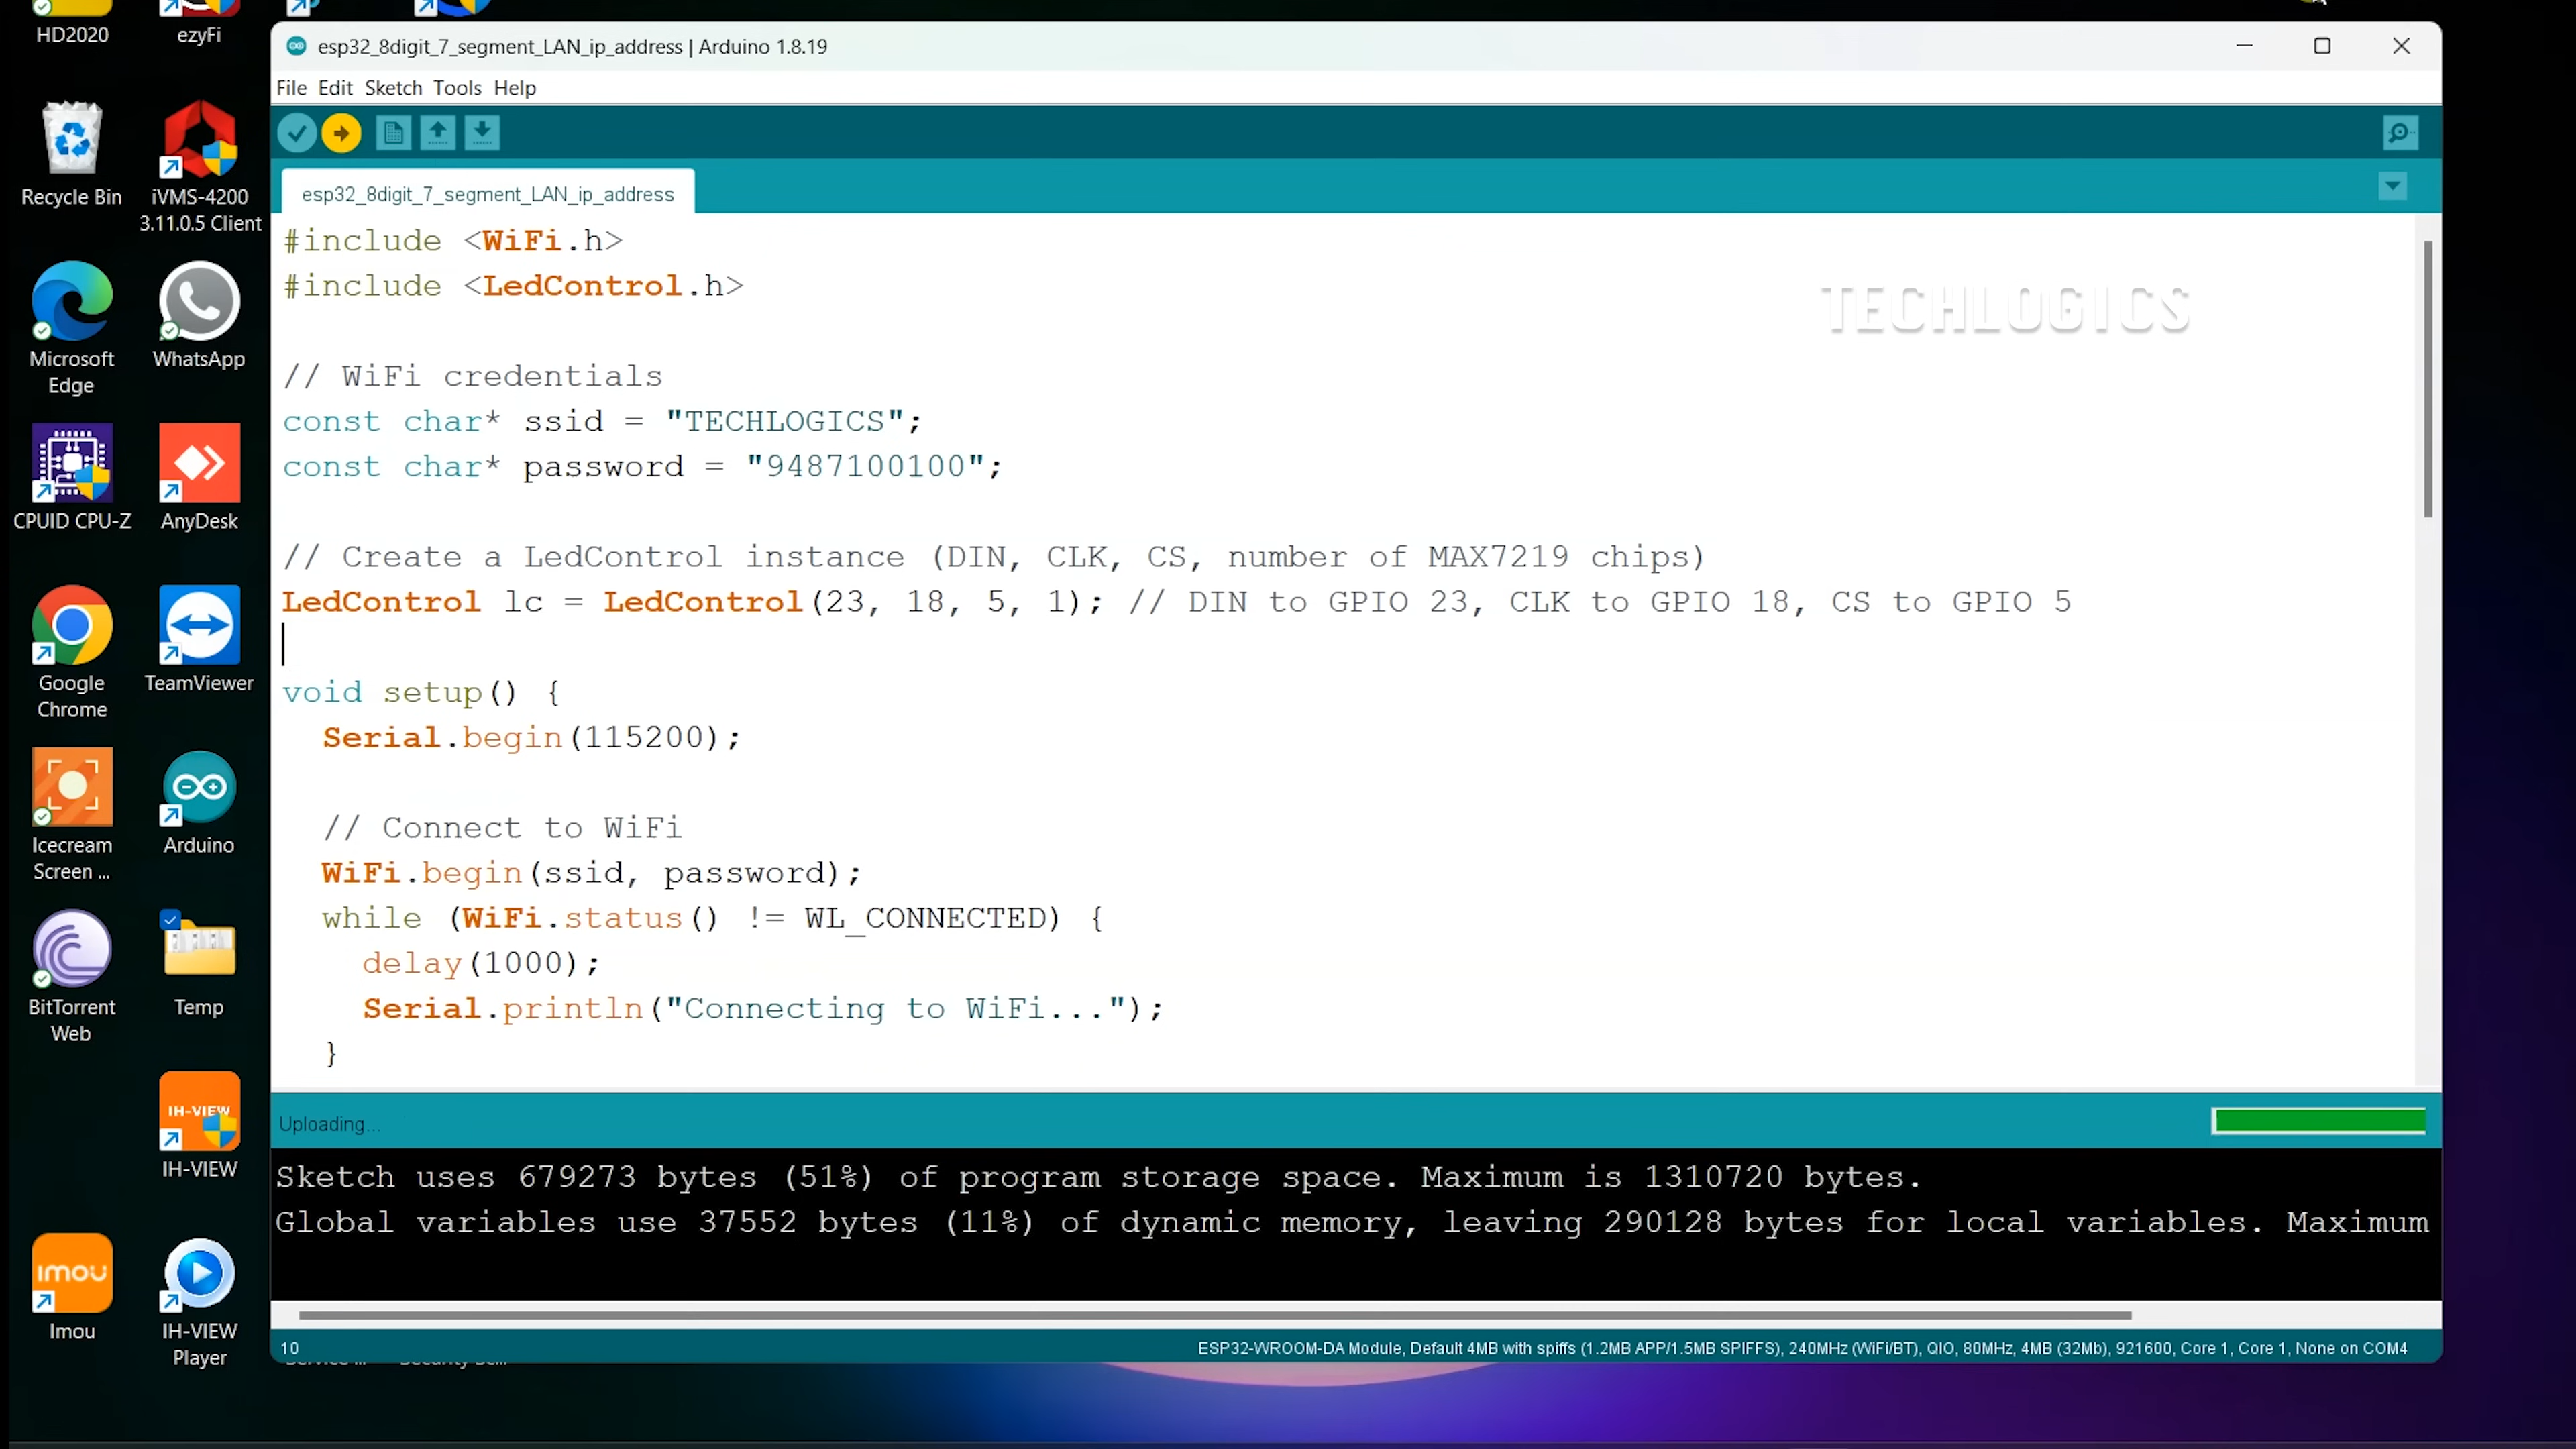 HD2020
ezyFi
Recycle Bin
iVMS-4200
3.11.0.5 Client
Microsoft
Edge
WhatsApp
CPUID CPU-Z
AnyDesk
Google
Chrome
TeamViewer
Icecream
Screen ...
Arduino
BitTorrent
Web
Temp
IH-VIEW
IH-VIEW
imou
Imou
IH-VIEW
Player
esp32_8digit_7_segment_LAN_ip_address | Arduino 1.8.19
File Edit Sketch Tools Help
esp32_8digit_7_segment_LAN_ip_address
TECHLOGICS
#include <WiFi.h>
#include <LedControl.h>
// WiFi credentials
const char* ssid = "TECHLOGICS";
const char* password = "9487100100";
// Create a LedControl instance (DIN, CLK, CS, number of MAX7219 chips)
LedControl lc = LedControl(23, 18, 5, 1); // DIN to GPIO 23, CLK to GPIO 18, CS to GPIO 5
void setup() {
Serial.begin(115200);
// Connect to WiFi
WiFi.begin(ssid, password);
while (WiFi.status() != WL_CONNECTED) {
delay(1000);
Serial.println("Connecting to WiFi...");
}
Uploading...
Sketch uses 679273 bytes (51%) of program storage space. Maximum is 1310720 bytes.
Global variables use 37552 bytes (11%) of dynamic memory, leaving 290128 bytes for local variables. Maximum
10
ESP32-WROOM-DA Module, Default 4MB with spiffs (1.2MB APP/1.5MB SPIFFS), 240MHz (WiFi/BT), QIO, 80MHz, 4MB (32Mb), 921600, Core 1, Core 1, None on COM4